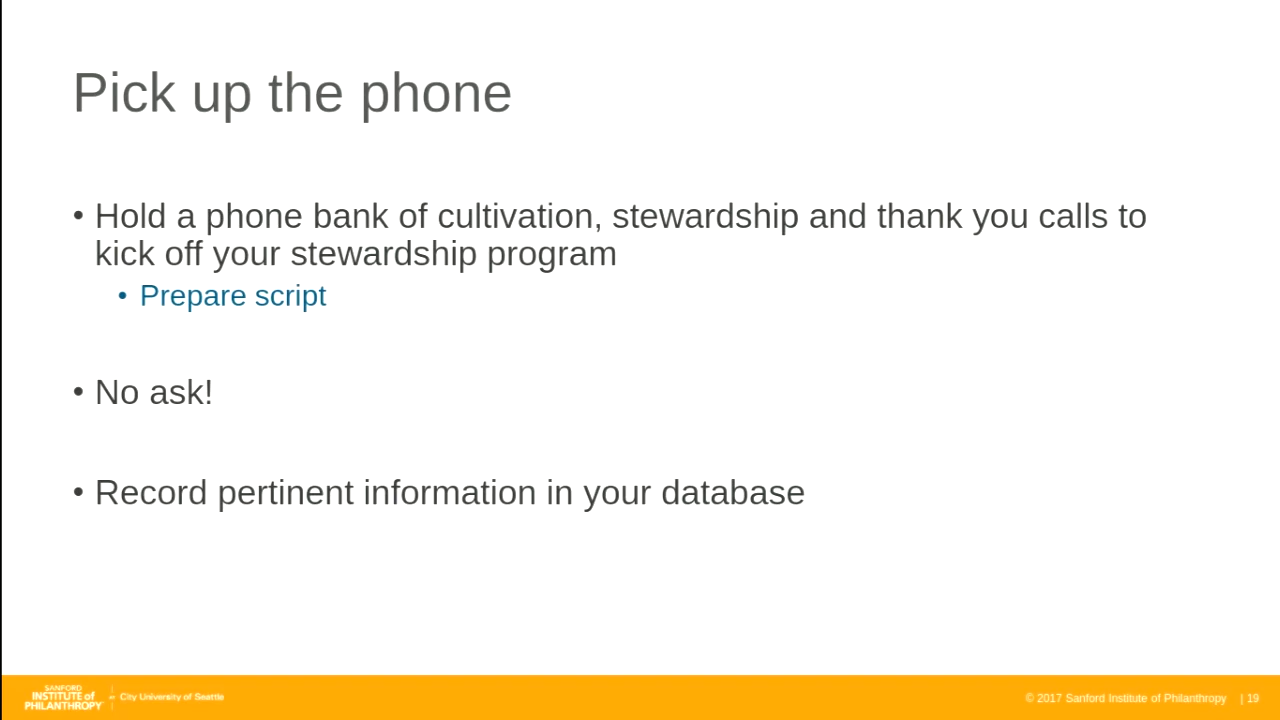 Pick up the phone
• Hold a phone bank of cultivation, stewardship and thank you calls to
kick off your stewardship program
• Prepare script
• No ask!
• Record pertinent information in your database
SANFORD
INSTITUTE of
PHILANTHROPY
at
City University of Seattle
© 2017 Sanford Institute of Philanthropy | 19